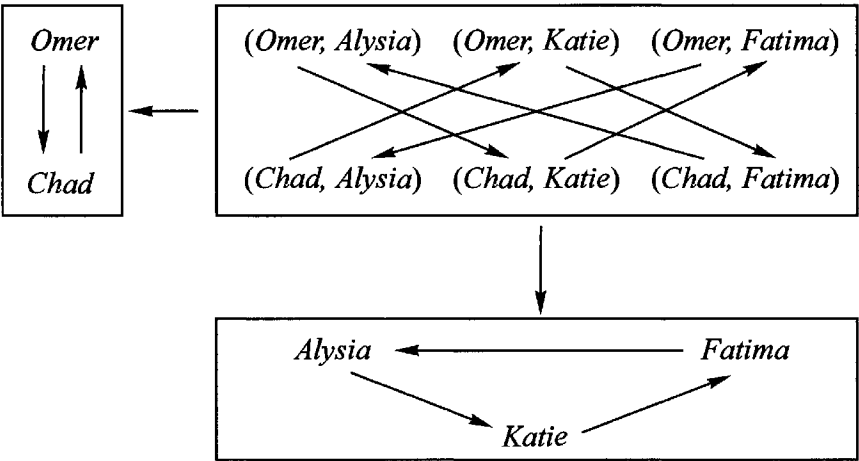 Omer
Chad
(Omer, Alysia) (Omer, Katie) (Omer, Fatima)
(Chad, Alysia) (Chad, Katie) (Chad, Fatima)
Alysia Fatima
Katie